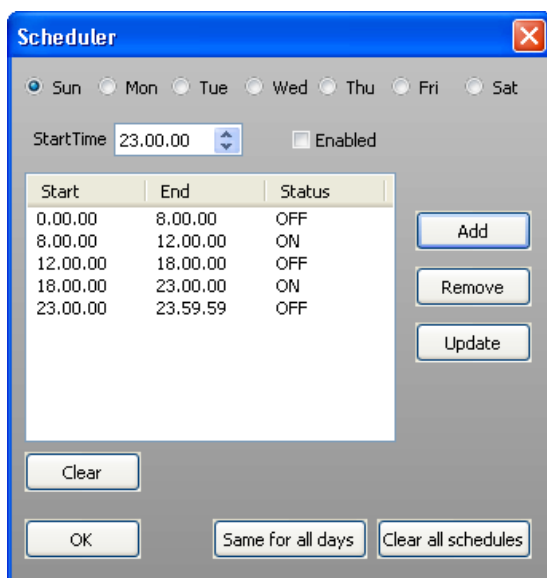 Scheduler
Sun Mon Tue Wed Thu Fri Sat
StartTime 23.00.00 Enabled
Start End Status
0.00.00 8.00.00 OFF
8.00.00 12.00.00 ON
12.00.00 18.00.00 OFF
18.00.00 23.00.00 ON
23.00.00 23.59.59 OFF
Add
Remove
Update
Clear
OK Same for all days Clear all schedules